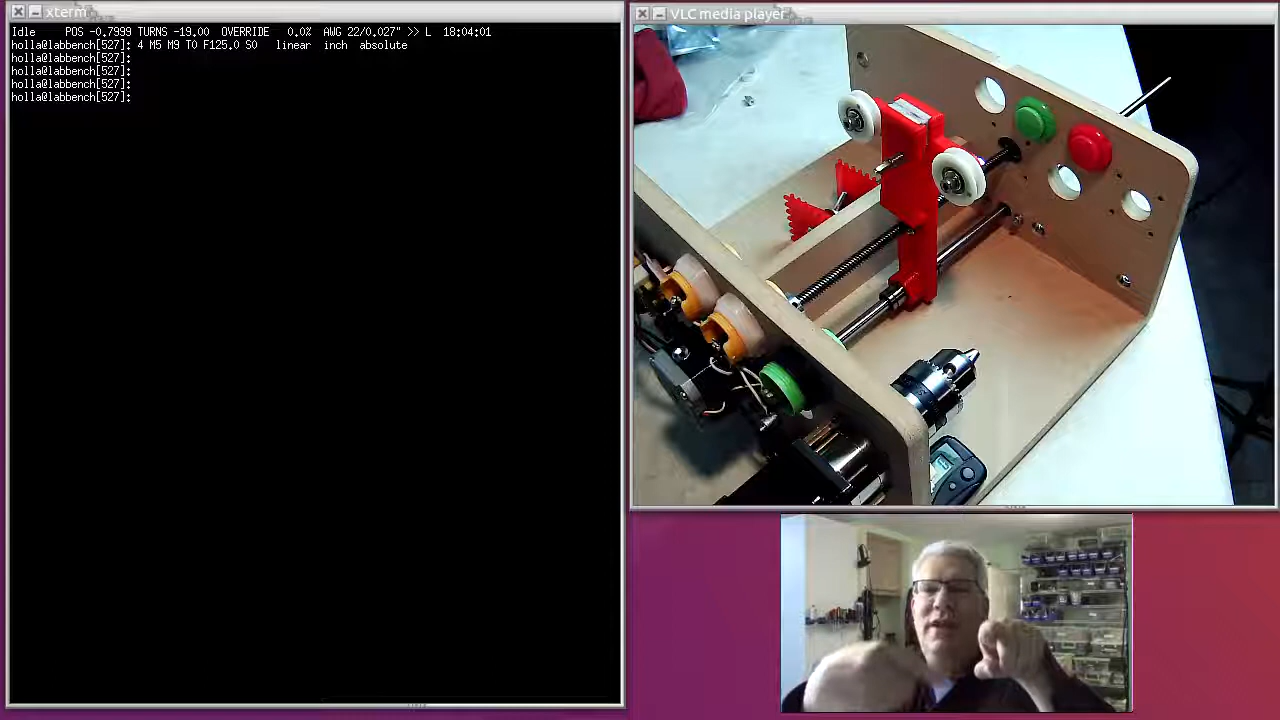 xterm
Idle POS -0.7999 TURNS -19.00 OVERRIDE 0.0% AWG 22/0.027" >> L 18:04:01
holla@labbench[527]: 4 M5 M9 T0 F125.0 S0 linear inch absolute
holla@labbench[527]:
holla@labbench[527]:
holla@labbench[527]:
holla@labbench[527]:
VLC media player